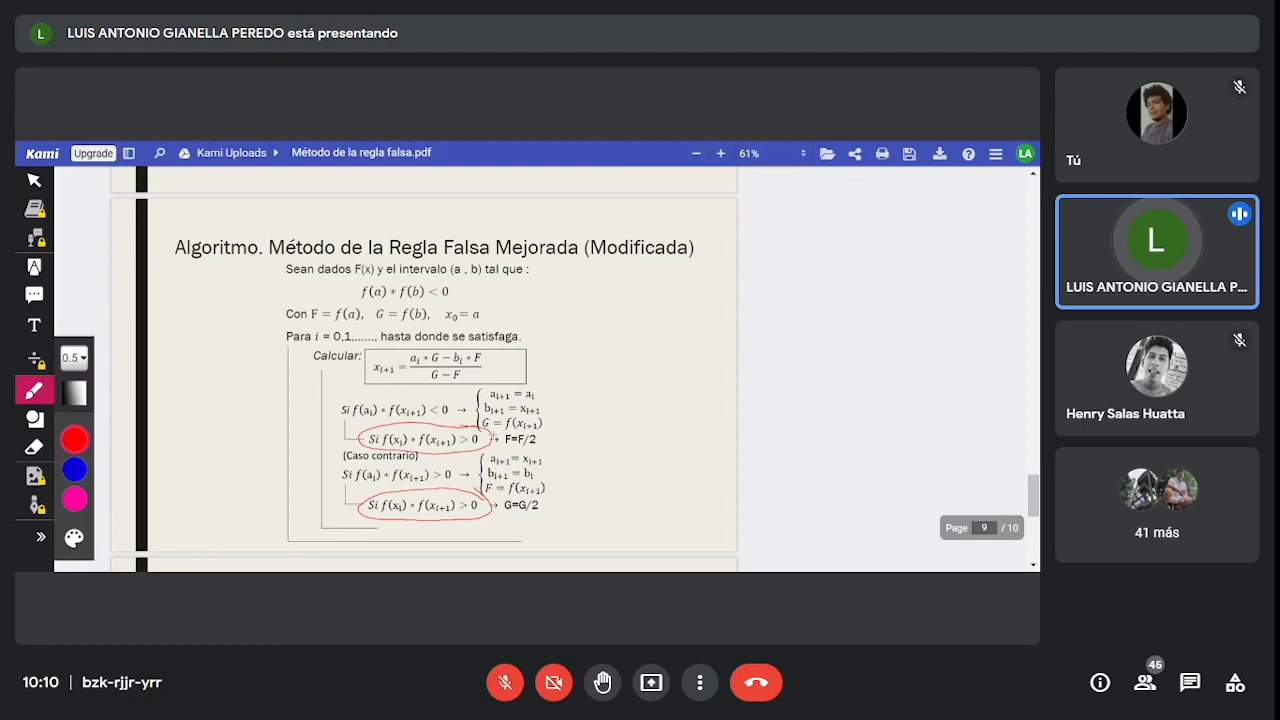 L LUIS ANTONIO GIANELLA PEREDO está presentando
Kami Upgrade Kami Uploads Método de la regla falsa.pdf 61% LA
Algoritmo. Método de la Regla Falsa Mejorada (Modificada)
Sean dados F(x) y el intervalo (a , b) tal que :
f(a) ∗ f(b) < 0
Con F = f(a), G = f(b), x₀ = a
Para i = 0,1,......, hasta donde se satisfaga.
Calcular: xᵢ₊₁ = (aᵢ ∗ G − bᵢ ∗ F) / (G − F)
Si f(aᵢ) ∗ f(xᵢ₊₁) < 0 → { aᵢ₊₁ = aᵢ
bᵢ₊₁ = xᵢ₊₁
G = f(xᵢ₊₁)
Si f(xᵢ) ∗ f(xᵢ₊₁) > 0 → F=F/2
(Caso contrario)
Si f(aᵢ) ∗ f(xᵢ₊₁) > 0 → { aᵢ₊₁ = xᵢ₊₁
bᵢ₊₁ = bᵢ
F = f(xᵢ₊₁)
Si f(xᵢ) ∗ f(xᵢ₊₁) > 0 → G=G/2
T
0.5
Page 9 / 10
Tú
L
LUIS ANTONIO GIANELLA P...
Henry Salas Huatta
41 más
10:10 | bzk-rjjr-yrr
45